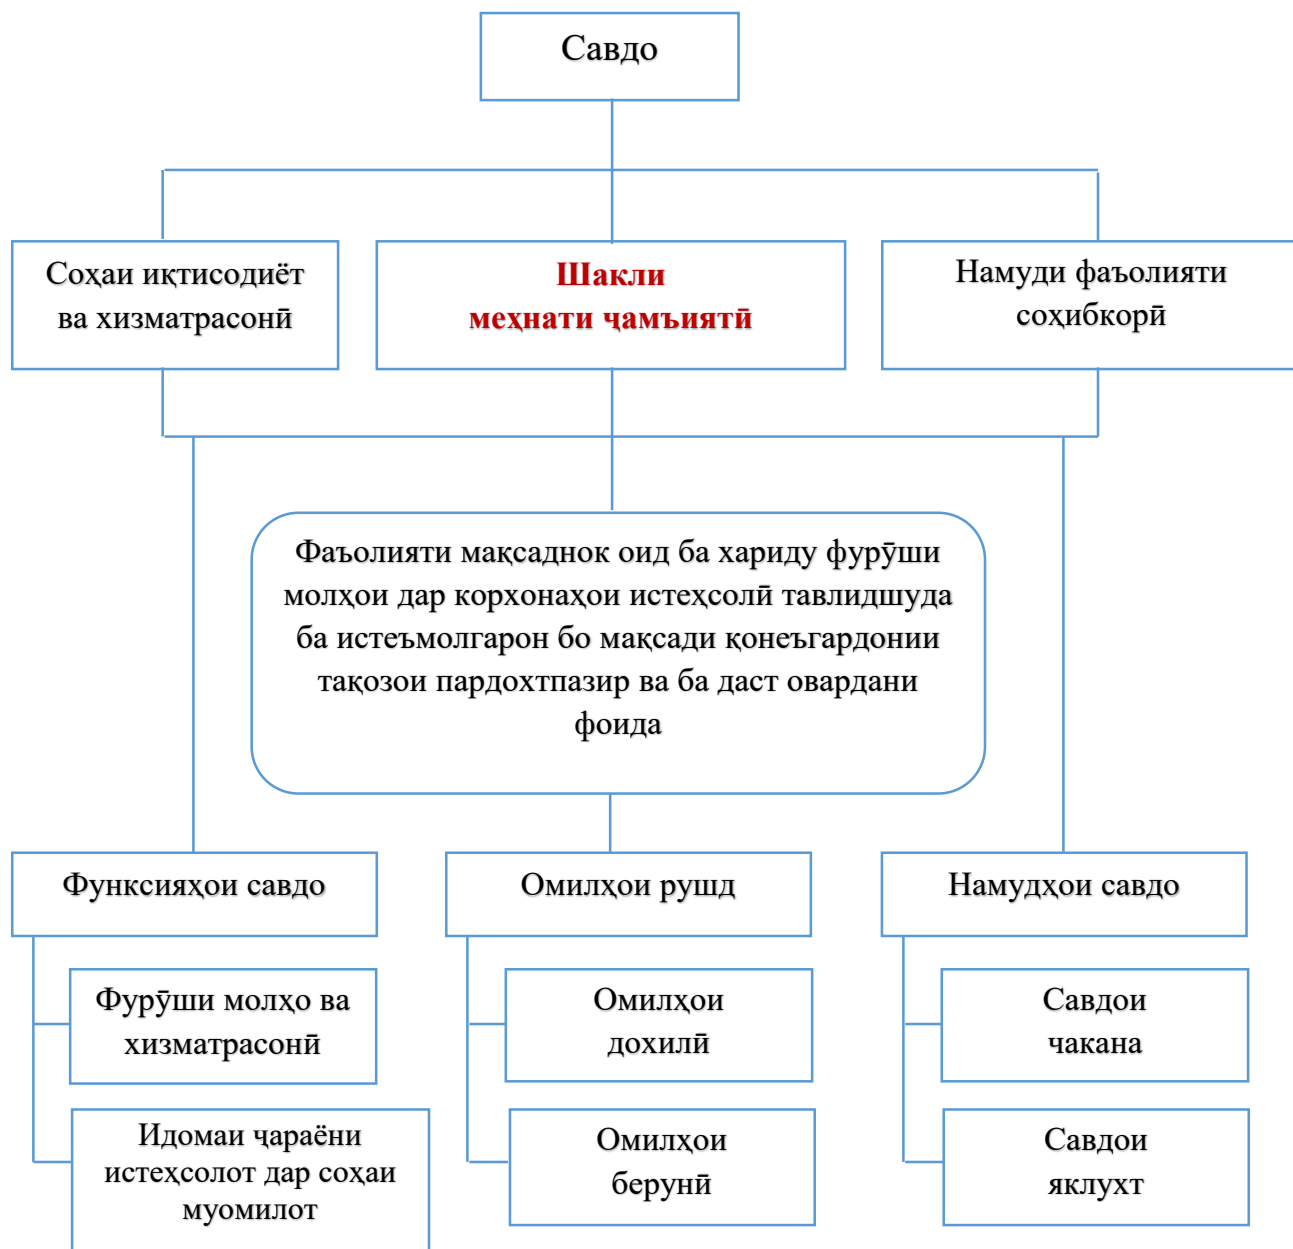 Савдо
Соҳаи иқтисодиёт
ва хизматрасонӣ
Шакли
меҳнати ҷамъиятӣ
Намуди фаъолияти
соҳибкорӣ
Фаъолияти мақсаднок оид ба хариду фурӯши
молҳои дар корхонаҳои истеҳсолӣ тавлидшуда
ба истеъмолгарон бо мақсади қонеъгардонии
тақозои пардохтпазир ва ба даст овардани
фоида
Функсияҳои савдо
Омилҳои рушд
Намудҳои савдо
Фурӯши молҳо ва
хизматрасонӣ
Омилҳои
дохилӣ
Савдои
чакана
Идомаи ҷараёни
истеҳсолот дар соҳаи
муомилот
Омилҳои
берунӣ
Савдои
яклухт